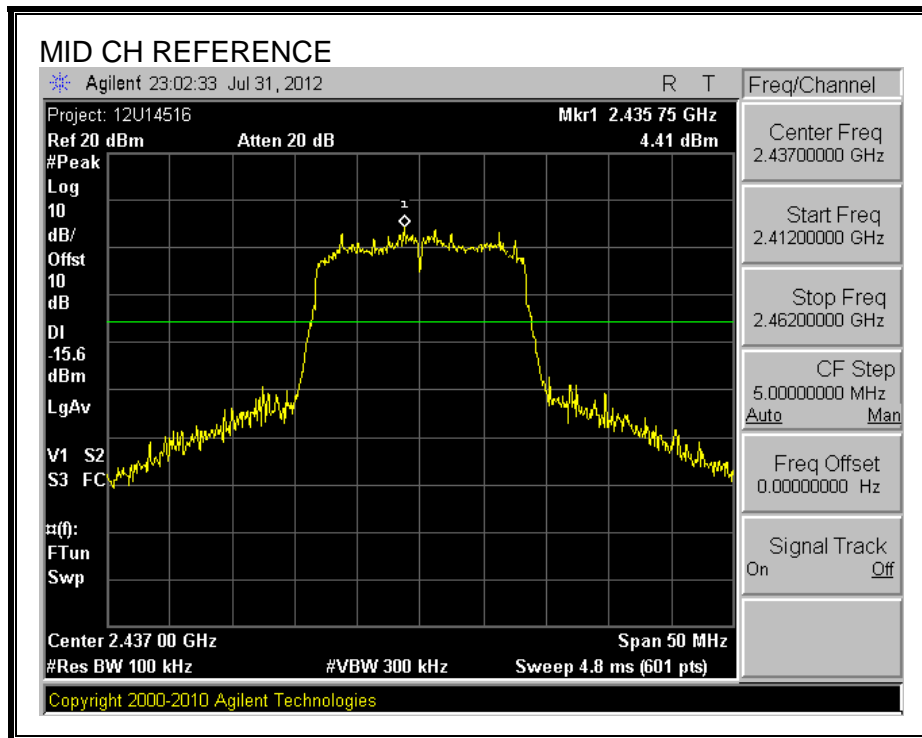 MID CH REFERENCE
Agilent 23:02:33 Jul 31, 2012 R T
Project: 12U14516 Mkr1 2.435 75 GHz
Ref 20 dBm Atten 20 dB 4.41 dBm
#Peak
Log
10
dB/
Offst
10
dB
DI
-15.6
dBm
LgAv
V1 S2
S3 FC
¤(f):
FTun
Swp
1
Center 2.437 00 GHz Span 50 MHz
#Res BW 100 kHz #VBW 300 kHz Sweep 4.8 ms (601 pts)
Copyright 2000-2010 Agilent Technologies
Freq/Channel
Center Freq
2.43700000 GHz
Start Freq
2.41200000 GHz
Stop Freq
2.46200000 GHz
CF Step
5.00000000 MHz
Auto Man
Freq Offset
0.00000000 Hz
Signal Track
On Off